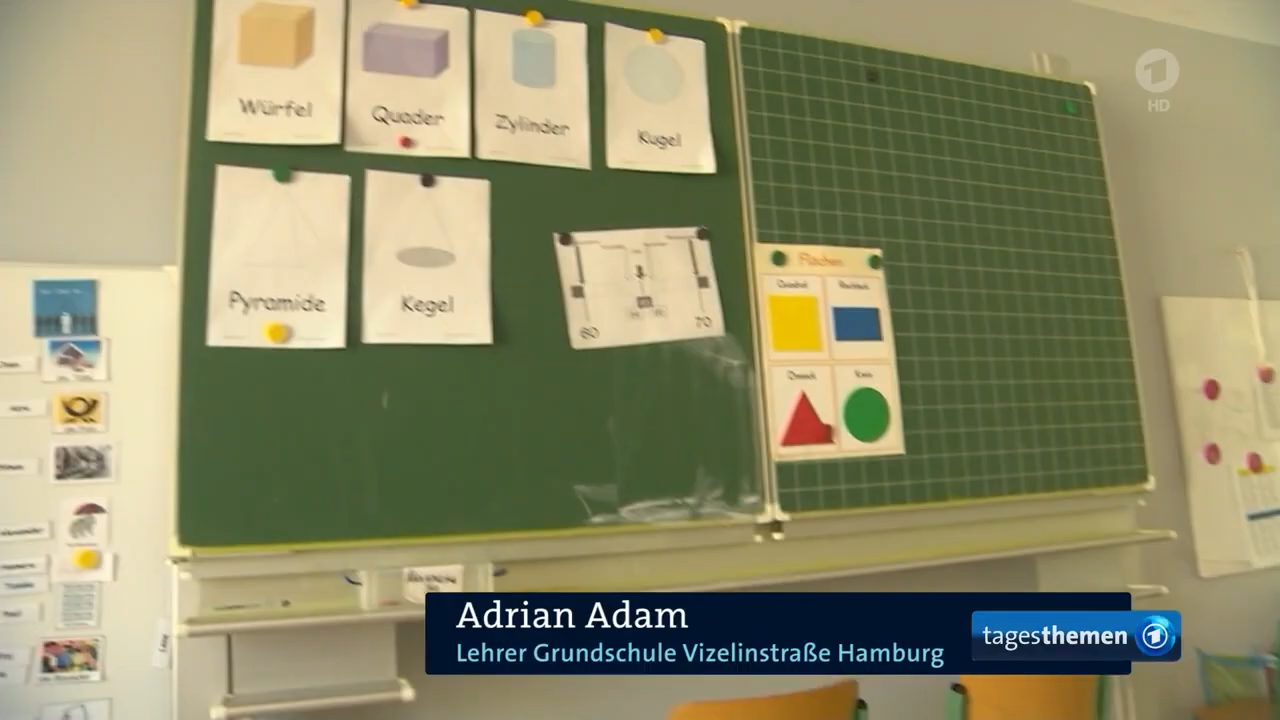 Würfel
Quader
Zylinder
Kugel
HD
Pyramide
Kegel
60
70
Flächen
Quadrat
Rechteck
Dreieck
Kreis
Adrian Adam
Lehrer Grundschule Vizelinstraße Hamburg
tagesthemen